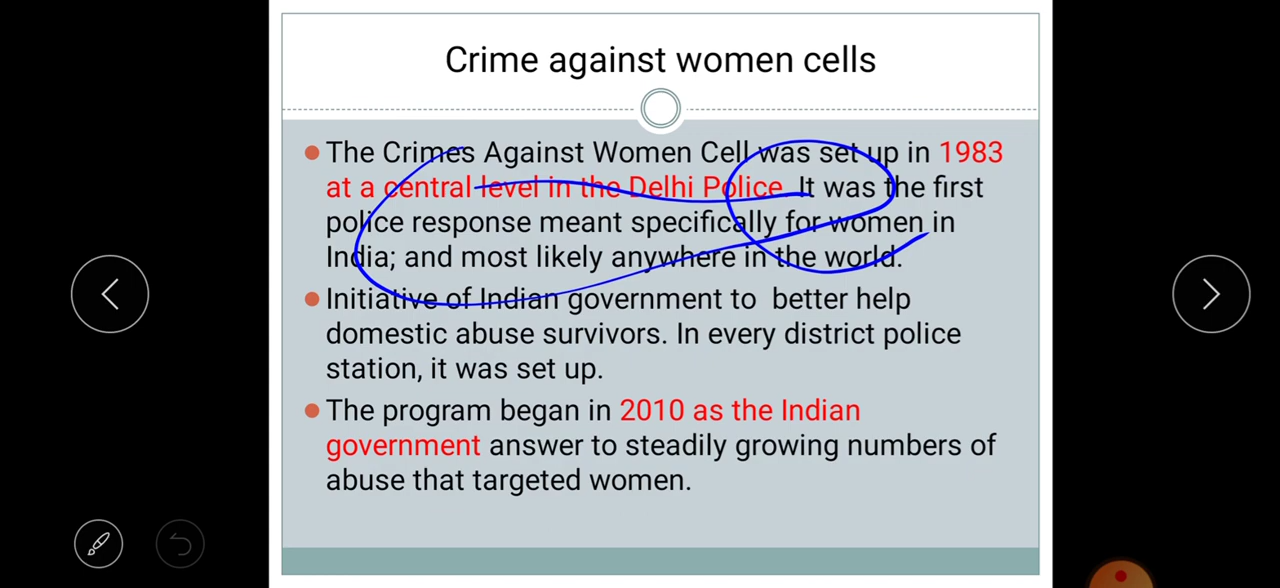 Crime against women cells
The Crimes Against Women Cell was set up in 1983
at a central level in the Delhi Police. It was the first
police response meant specifically for women in
India; and most likely anywhere in the world.
Initiative of Indian government to better help
domestic abuse survivors. In every district police
station, it was set up.
The program began in 2010 as the Indian
government answer to steadily growing numbers of
abuse that targeted women.